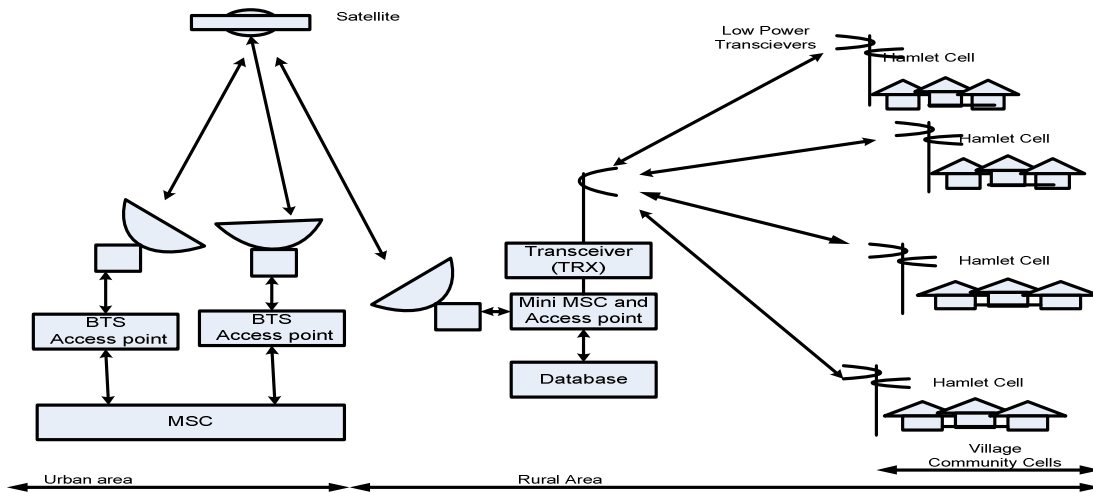 Satellite
Low Power
Transcievers
Hamlet Cell
Hamlet Cell
Transceiver
(TRX)
Hamlet Cell
Mini MSC and
Access point
BTS
Access point
BTS
Access point
Database
Hamlet Cell
MSC
Village
Community Cells
Urban area
Rural Area